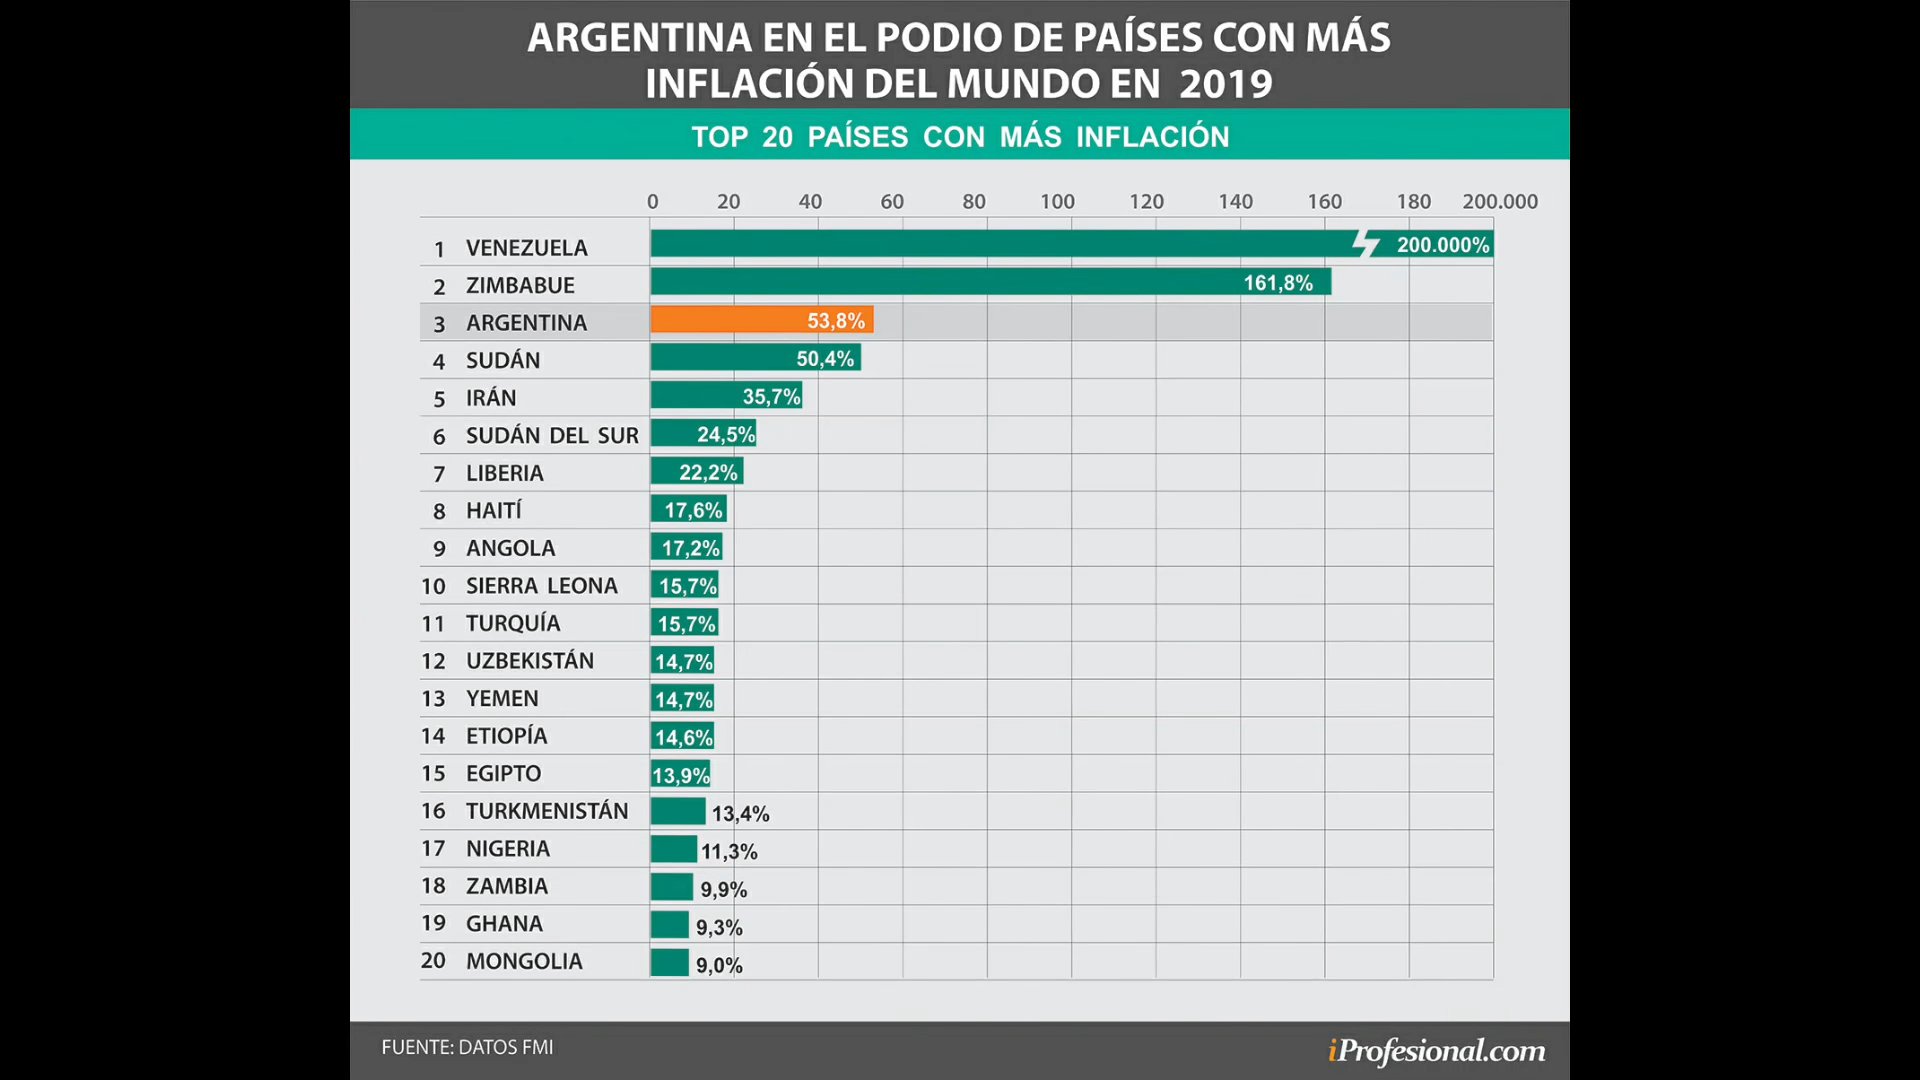 ARGENTINA EN EL PODIO DE PAÍSES CON MÁS
INFLACIÓN DEL MUNDO EN 2019
TOP 20 PAÍSES CON MÁS INFLACIÓN
0 20 40 60 80 100 120 140 160 180 200.000
1 VENEZUELA 200.000%
2 ZIMBABUE 161,8%
3 ARGENTINA 53,8%
4 SUDÁN 50,4%
5 IRÁN 35,7%
6 SUDÁN DEL SUR 24,5%
7 LIBERIA 22,2%
8 HAITÍ 17,6%
9 ANGOLA 17,2%
10 SIERRA LEONA 15,7%
11 TURQUÍA 15,7%
12 UZBEKISTÁN 14,7%
13 YEMEN 14,7%
14 ETIOPÍA 14,6%
15 EGIPTO 13,9%
16 TURKMENISTÁN 13,4%
17 NIGERIA 11,3%
18 ZAMBIA 9,9%
19 GHANA 9,3%
20 MONGOLIA 9,0%
FUENTE: DATOS FMI
iProfesional.com